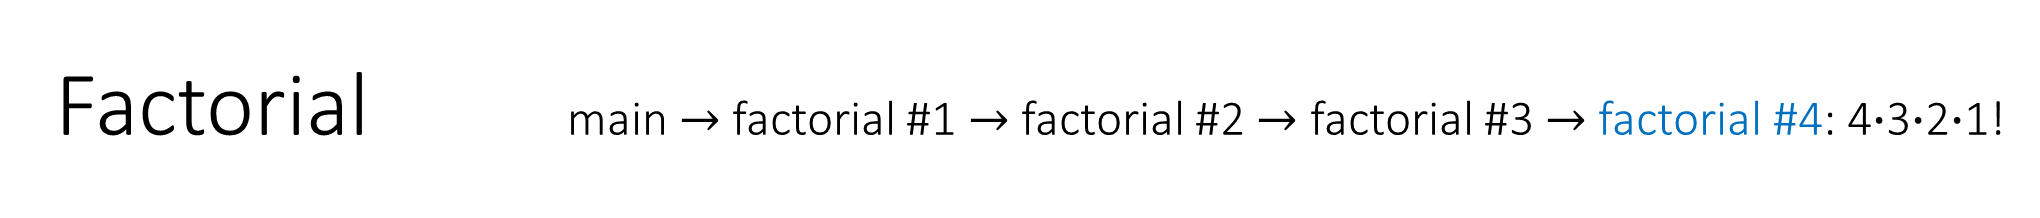 Factorial
main → factorial #1 → factorial #2 → factorial #3 → factorial #4: 4·3·2·1!